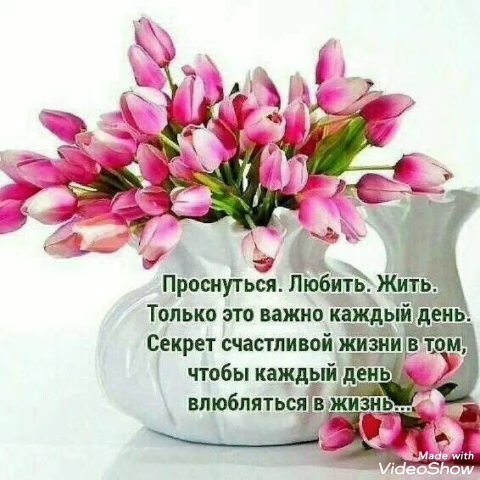 Проснуться. Любить. Жить.
Только это важно каждый день.
Секрет счастливой жизни в том,
чтобы каждый день
влюбляться в жизнь...
Made with
VideoShow